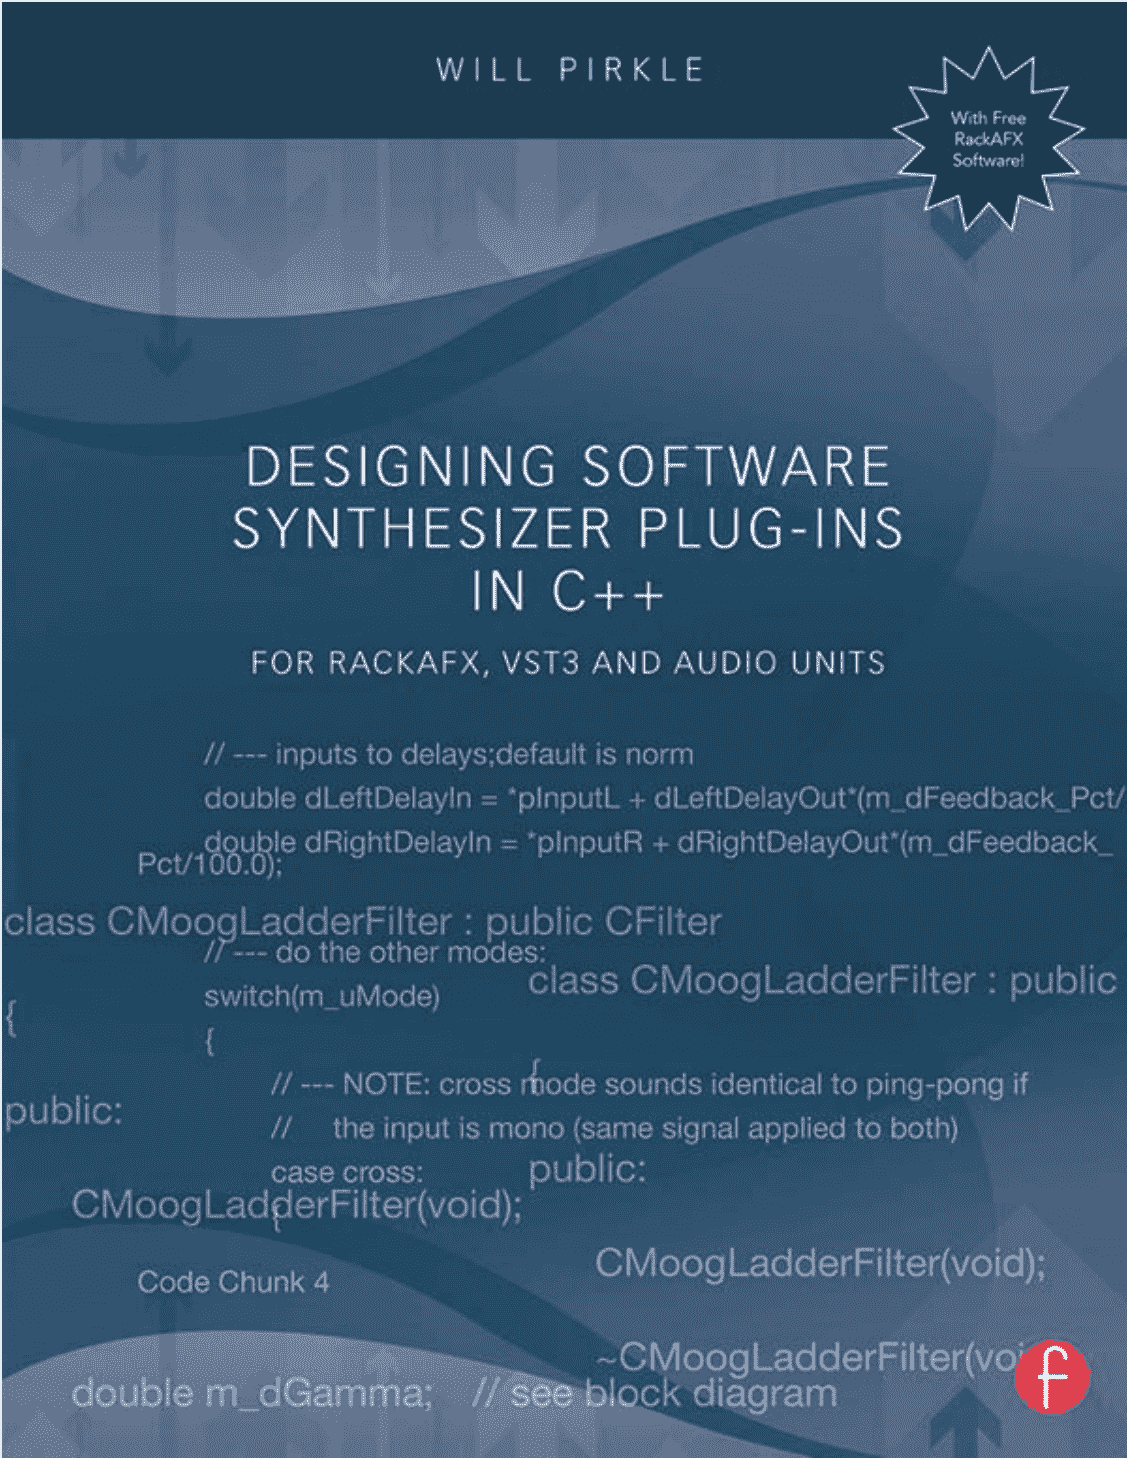 WILL PIRKLE
With Free
RackAFX
Software!
DESIGNING SOFTWARE
SYNTHESIZER PLUG-INS
IN C++
FOR RACKAFX, VST3 AND AUDIO UNITS
// --- inputs to delays;default is norm
double dLeftDelayIn = *pInputL + dLeftDelayOut*(m_dFeedback_Pct/
double dRightDelayIn = *pInputR + dRightDelayOut*(m_dFeedback_
Pct/100.0);
class CMoogLadderFilter : public CFilter
// --- do the other modes:
class CMoogLadderFilter : public
switch(m_uMode)
{
{
{
// --- NOTE: cross mode sounds identical to ping-pong if
public:
// the input is mono (same signal applied to both)
case cross:
public:
CMoogLadderFilter(void);
{
CMoogLadderFilter(void);
Code Chunk 4
~CMoogLadderFilter(voi
f
double m_dGamma; // see block diagram